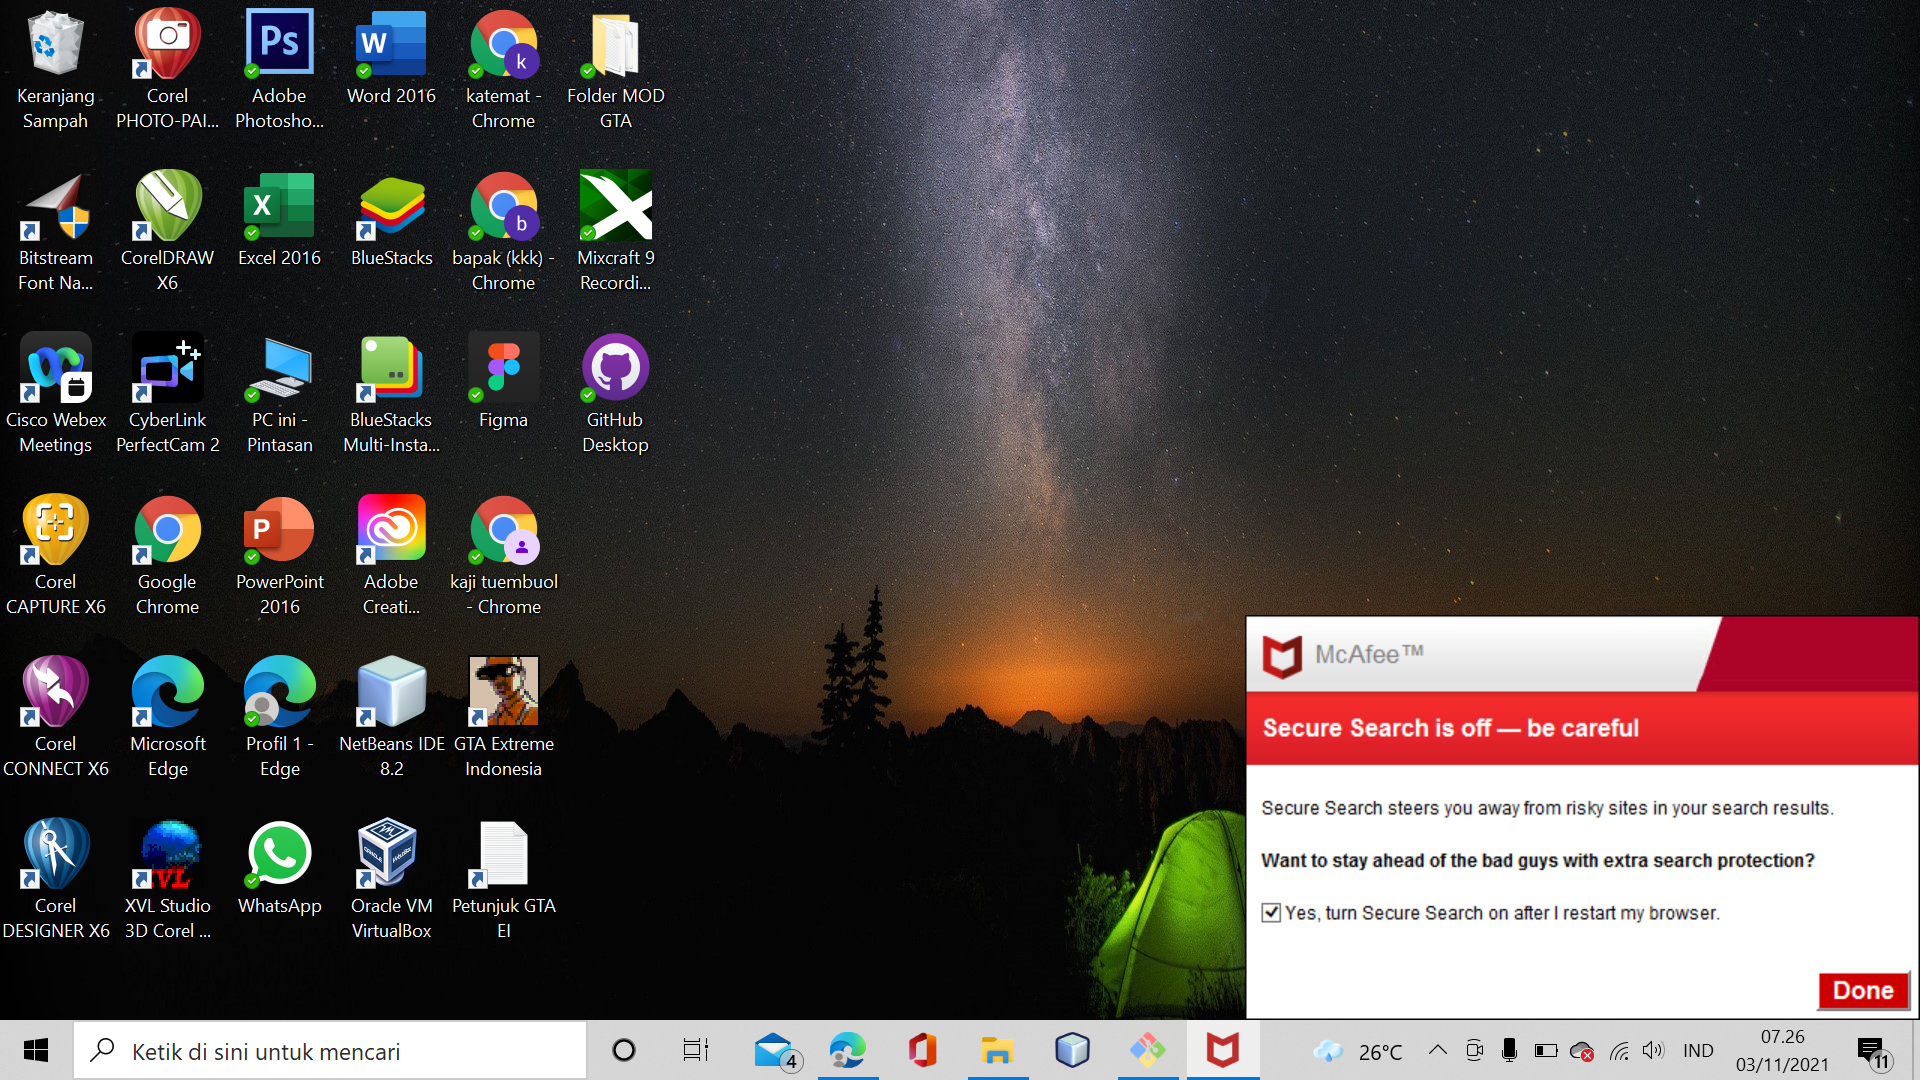 Keranjang Sampah
Corel PHOTO-PAI...
Adobe Photosho...
Word 2016
katemat - Chrome
Folder MOD GTA
Bitstream Font Na...
CorelDRAW X6
Excel 2016
BlueStacks
bapak (kkk) - Chrome
Mixcraft 9 Recordi...
Cisco Webex Meetings
CyberLink PerfectCam 2
PC ini - Pintasan
BlueStacks Multi-Insta...
Figma
GitHub Desktop
Corel CAPTURE X6
Google Chrome
PowerPoint 2016
Adobe Creati...
kaji tuembuol - Chrome
Corel CONNECT X6
Microsoft Edge
Profil 1 - Edge
NetBeans IDE 8.2
GTA Extreme Indonesia
Corel DESIGNER X6
XVL Studio 3D Corel ...
WhatsApp
Oracle VM VirtualBox
Petunjuk GTA EI
McAfee™
Secure Search is off — be careful
Secure Search steers you away from risky sites in your search results.
Want to stay ahead of the bad guys with extra search protection?
Yes, turn Secure Search on after I restart my browser.
Done
Ketik di sini untuk mencari
4
26°C
IND
07.26
03/11/2021
11